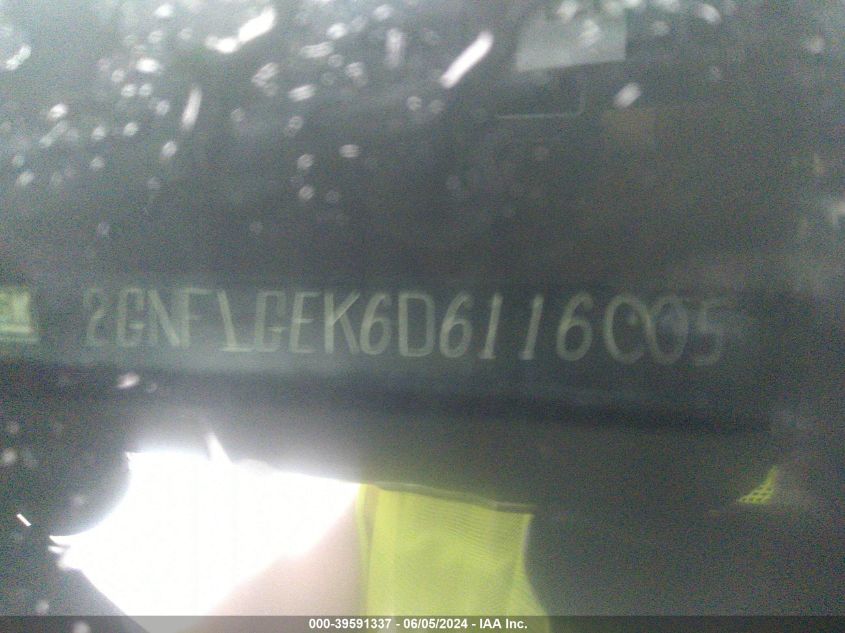 2GNFLGEK6D6116005
000-39591337 - 06/05/2024 - IAA Inc.